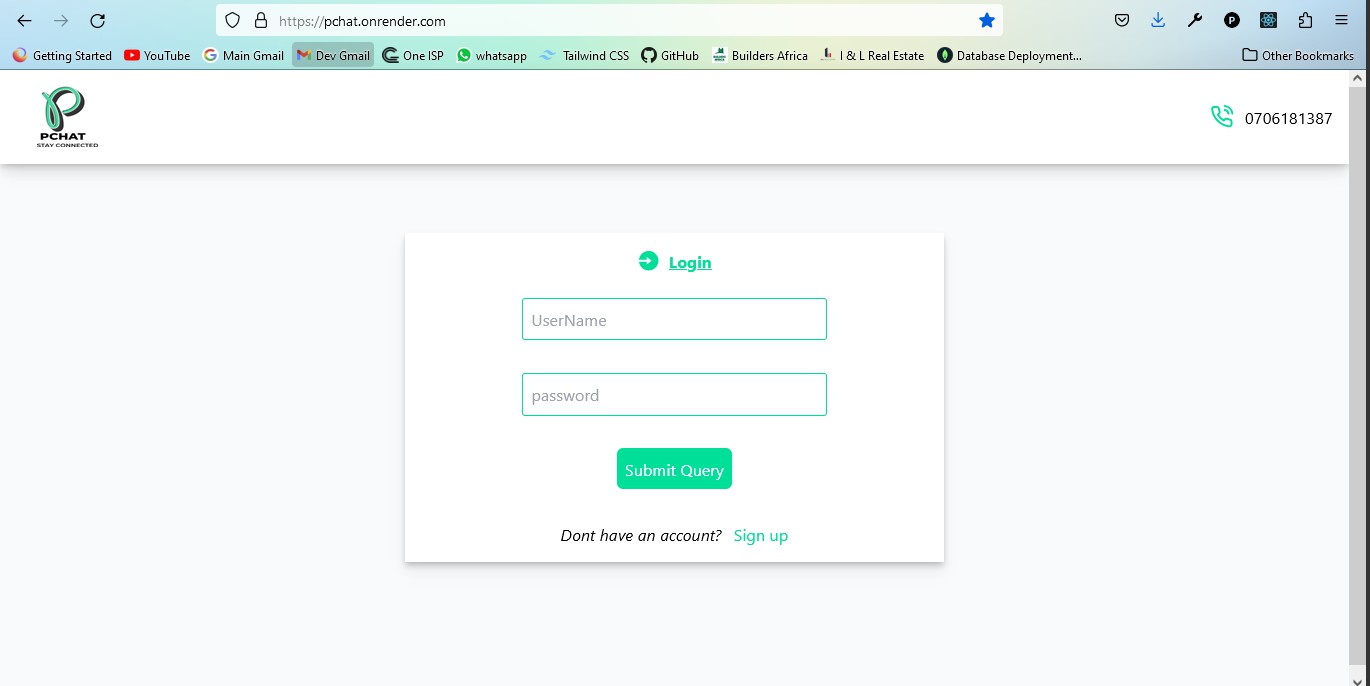 https://pchat.onrender.com
P
Getting Started YouTube Main Gmail Dev Gmail One ISP whatsapp Tailwind CSS GitHub Builders Africa I & L Real Estate Database Deployment... Other Bookmarks
PCHAT
STAY CONNECTED
0706181387
Login
UserName
password
Submit Query
Dont have an account? Sign up